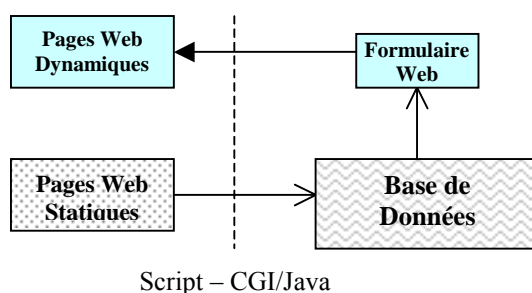 Pages Web
Dynamiques
Formulaire
Web
Pages Web
Statiques
Base de
Données
Script – CGI/Java